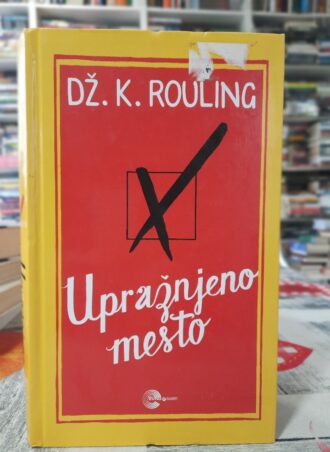 DŽ. K. ROULING
Upražnjeno
mesto